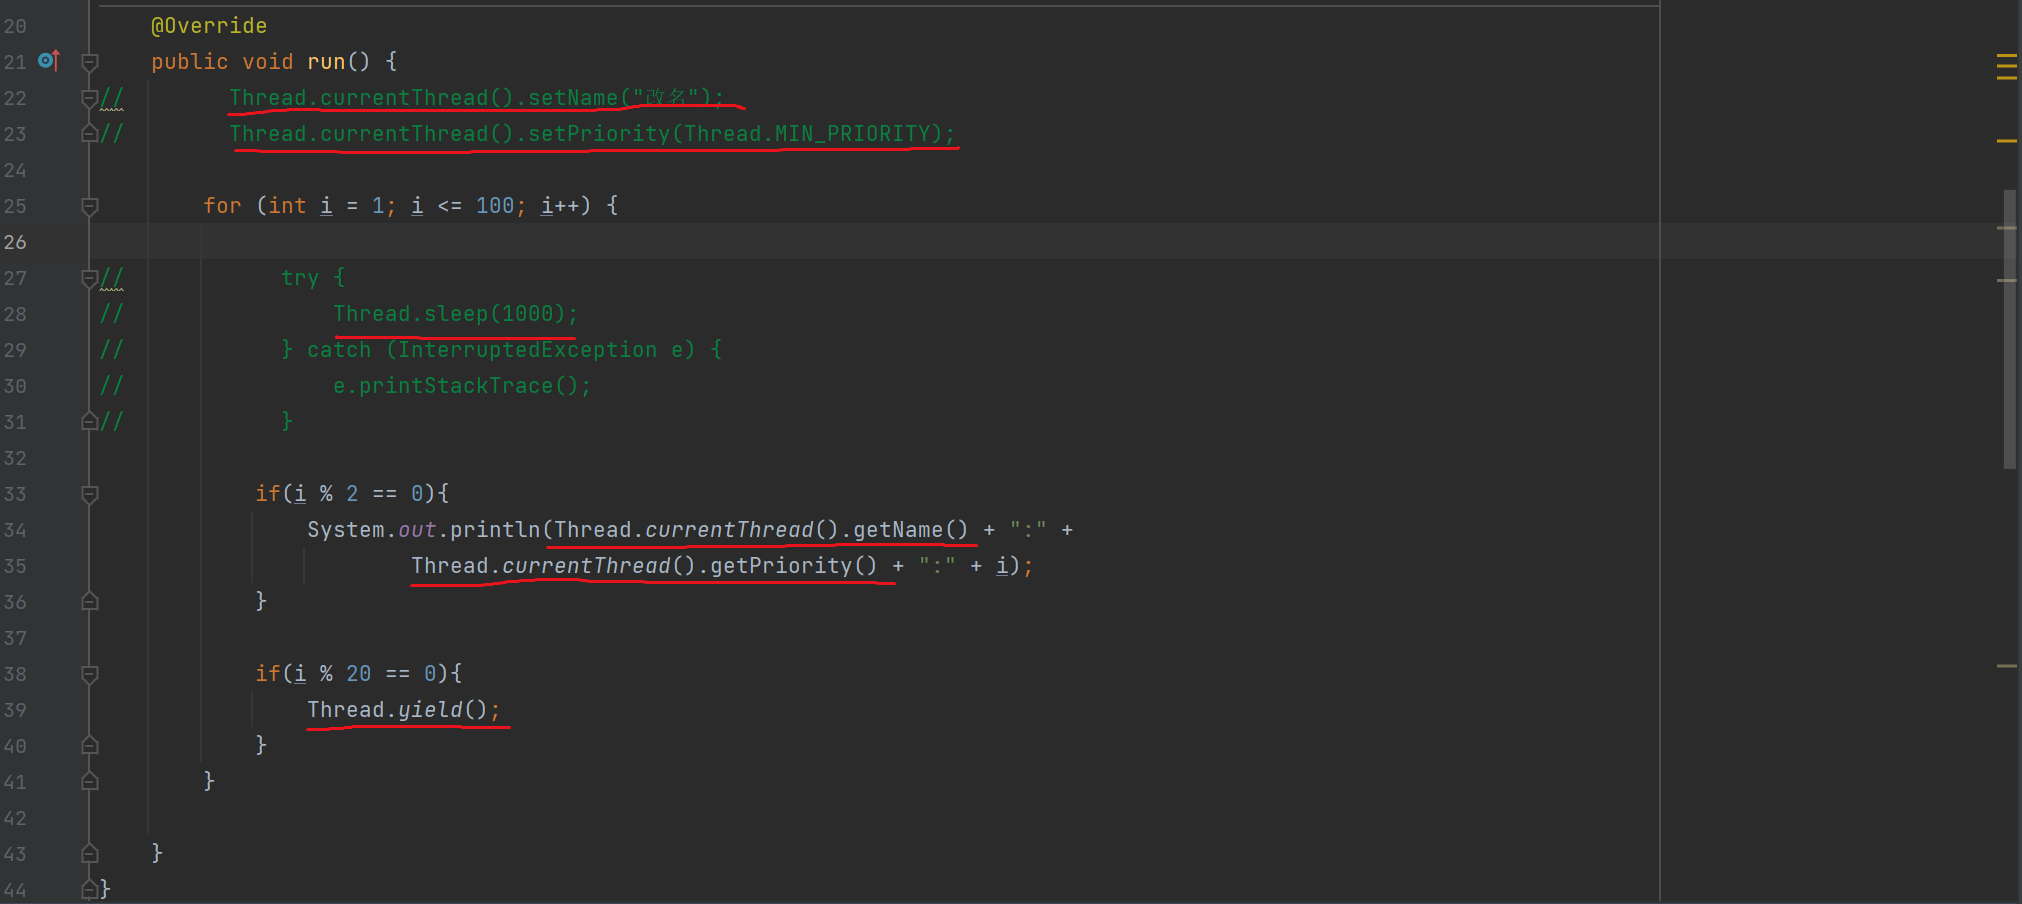 20 @Override
21 public void run() {
22 // Thread.currentThread().setName("改名");
23 // Thread.currentThread().setPriority(Thread.MIN_PRIORITY);
24
25 for (int i = 1; i <= 100; i++) {
26
27 // try {
28 // Thread.sleep(1000);
29 // } catch (InterruptedException e) {
30 // e.printStackTrace();
31 // }
32
33 if(i % 2 == 0){
34 System.out.println(Thread.currentThread().getName() + ":" +
35 Thread.currentThread().getPriority() + ":" + i);
36 }
37
38 if(i % 20 == 0){
39 Thread.yield();
40 }
41 }
42
43 }
44 }